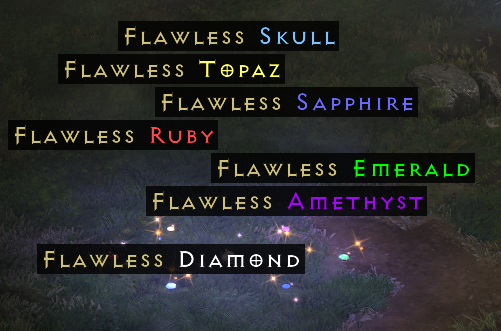 Flawless Skull
Flawless Topaz
Flawless Sapphire
Flawless Ruby
Flawless Emerald
Flawless Amethyst
Flawless Diamond